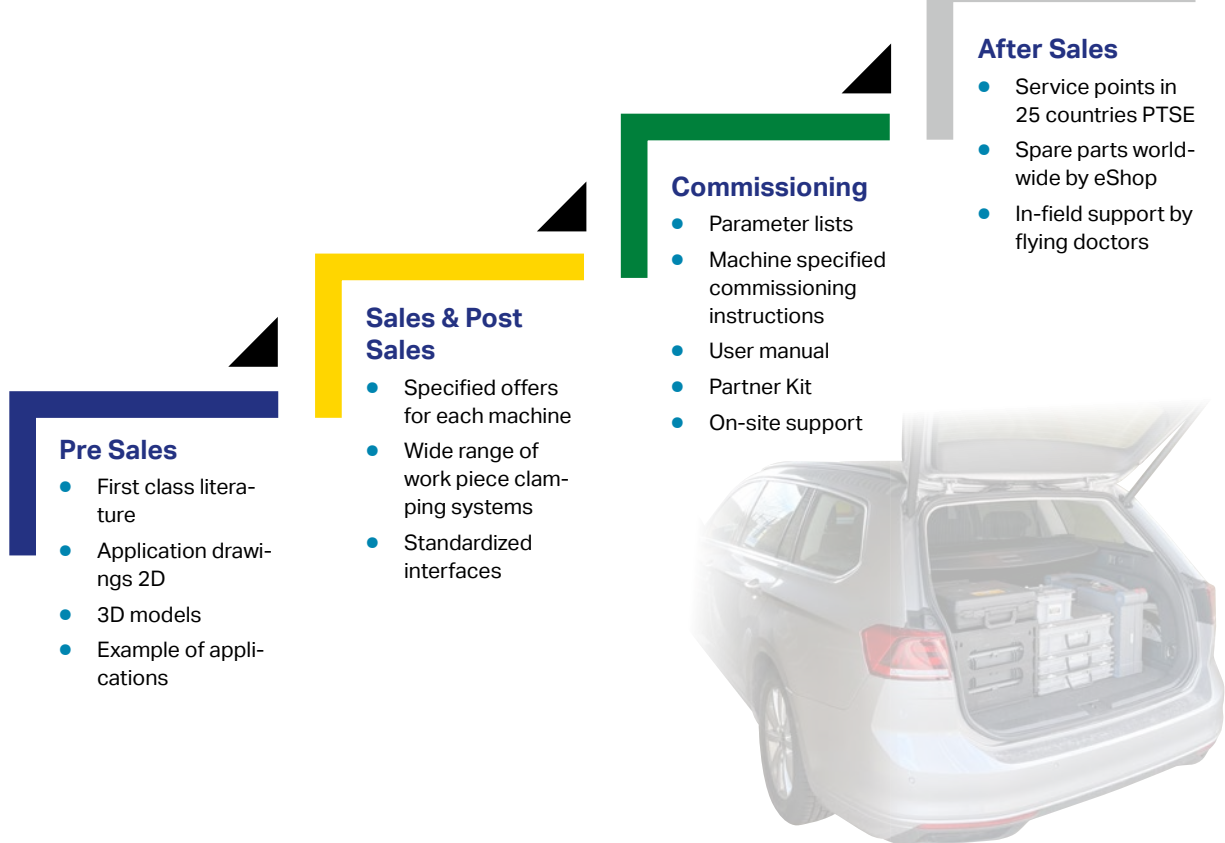 Pre Sales
First class litera-
ture
Application drawi-
ngs 2D
3D models
Example of appli-
cations
Sales & Post
Sales
Specified offers
for each machine
Wide range of
work piece clam-
ping systems
Standardized
interfaces
Commissioning
Parameter lists
Machine specified
commissioning
instructions
User manual
Partner Kit
On-site support
After Sales
Service points in
25 countries PTSE
Spare parts world-
wide by eShop
In-field support by
flying doctors